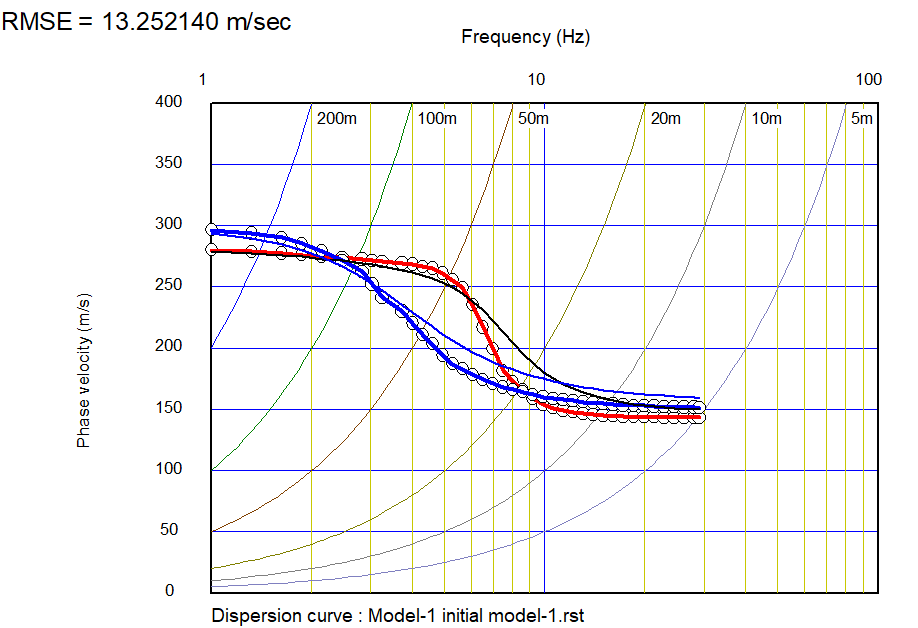 RMSE = 13.252140 m/sec
Frequency (Hz)
1 10 100
400
200m 100m 50m 20m 10m 5m
350
300
250
200
150
100
50
0
Phase velocity (m/s)
Dispersion curve : Model-1 initial model-1.rst